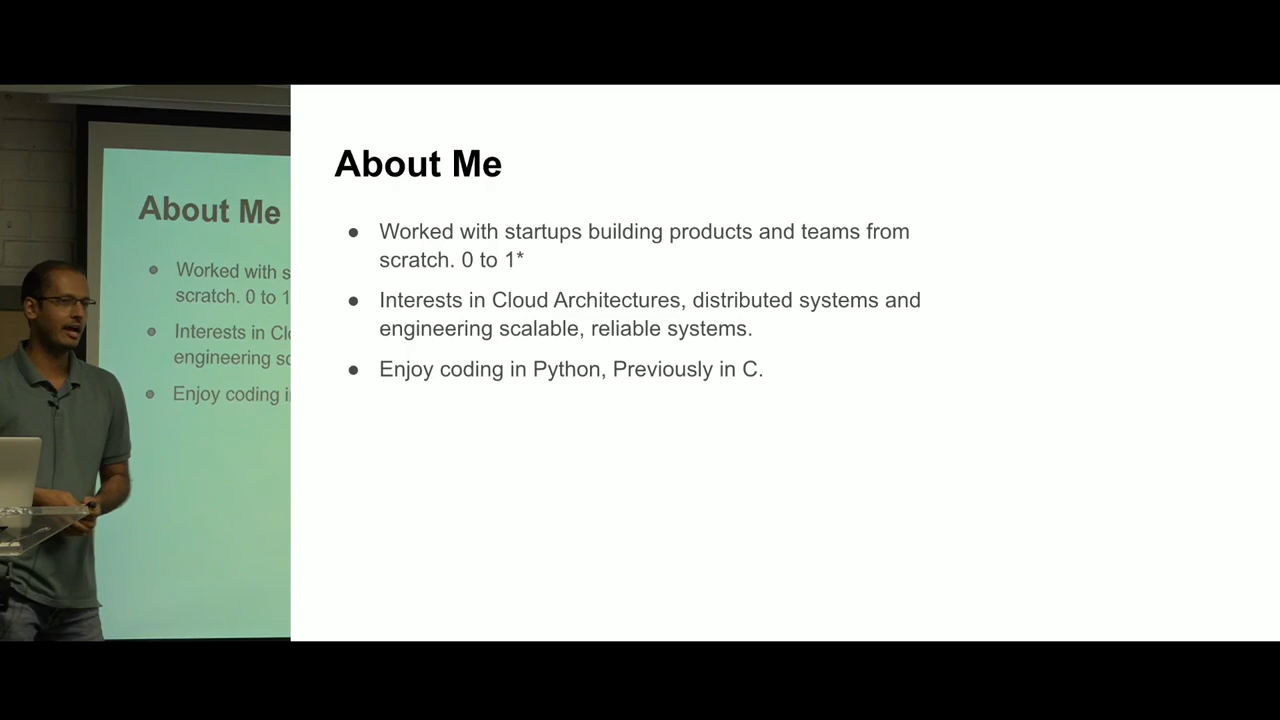 About Me
● Worked with s
scratch. 0 to 1
● Interests in Cl
engineering sc
● Enjoy coding i
About Me
● Worked with startups building products and teams from
scratch. 0 to 1*
● Interests in Cloud Architectures, distributed systems and
engineering scalable, reliable systems.
● Enjoy coding in Python, Previously in C.